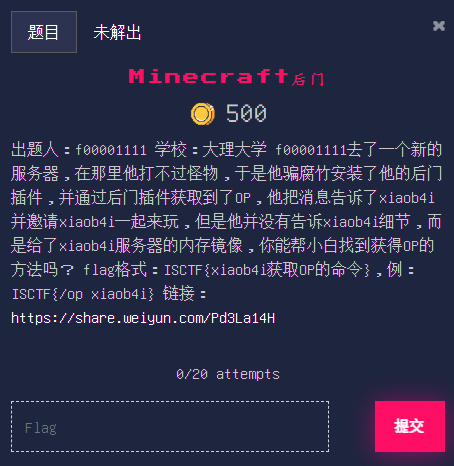 题目 未解出 ×
Minecraft后门
500
出题人：f00001111 学校：大理大学 f00001111去了一个新的
服务器，在那里他打不过怪物，于是他骗腐竹安装了他的后门
插件，并通过后门插件获取到了OP，他把消息告诉了xiaob4i
并邀请xiaob4i一起来玩，但是他并没有告诉xiaob4i细节，而
是给了xiaob4i服务器的内存镜像，你能帮小白找到获得OP的
方法吗？ flag格式：ISCTF{xiaob4i获取OP的命令}，例：
ISCTF{/op xiaob4i} 链接：
https://share.weiyun.com/Pd3La14H
0/20 attempts
Flag 提交